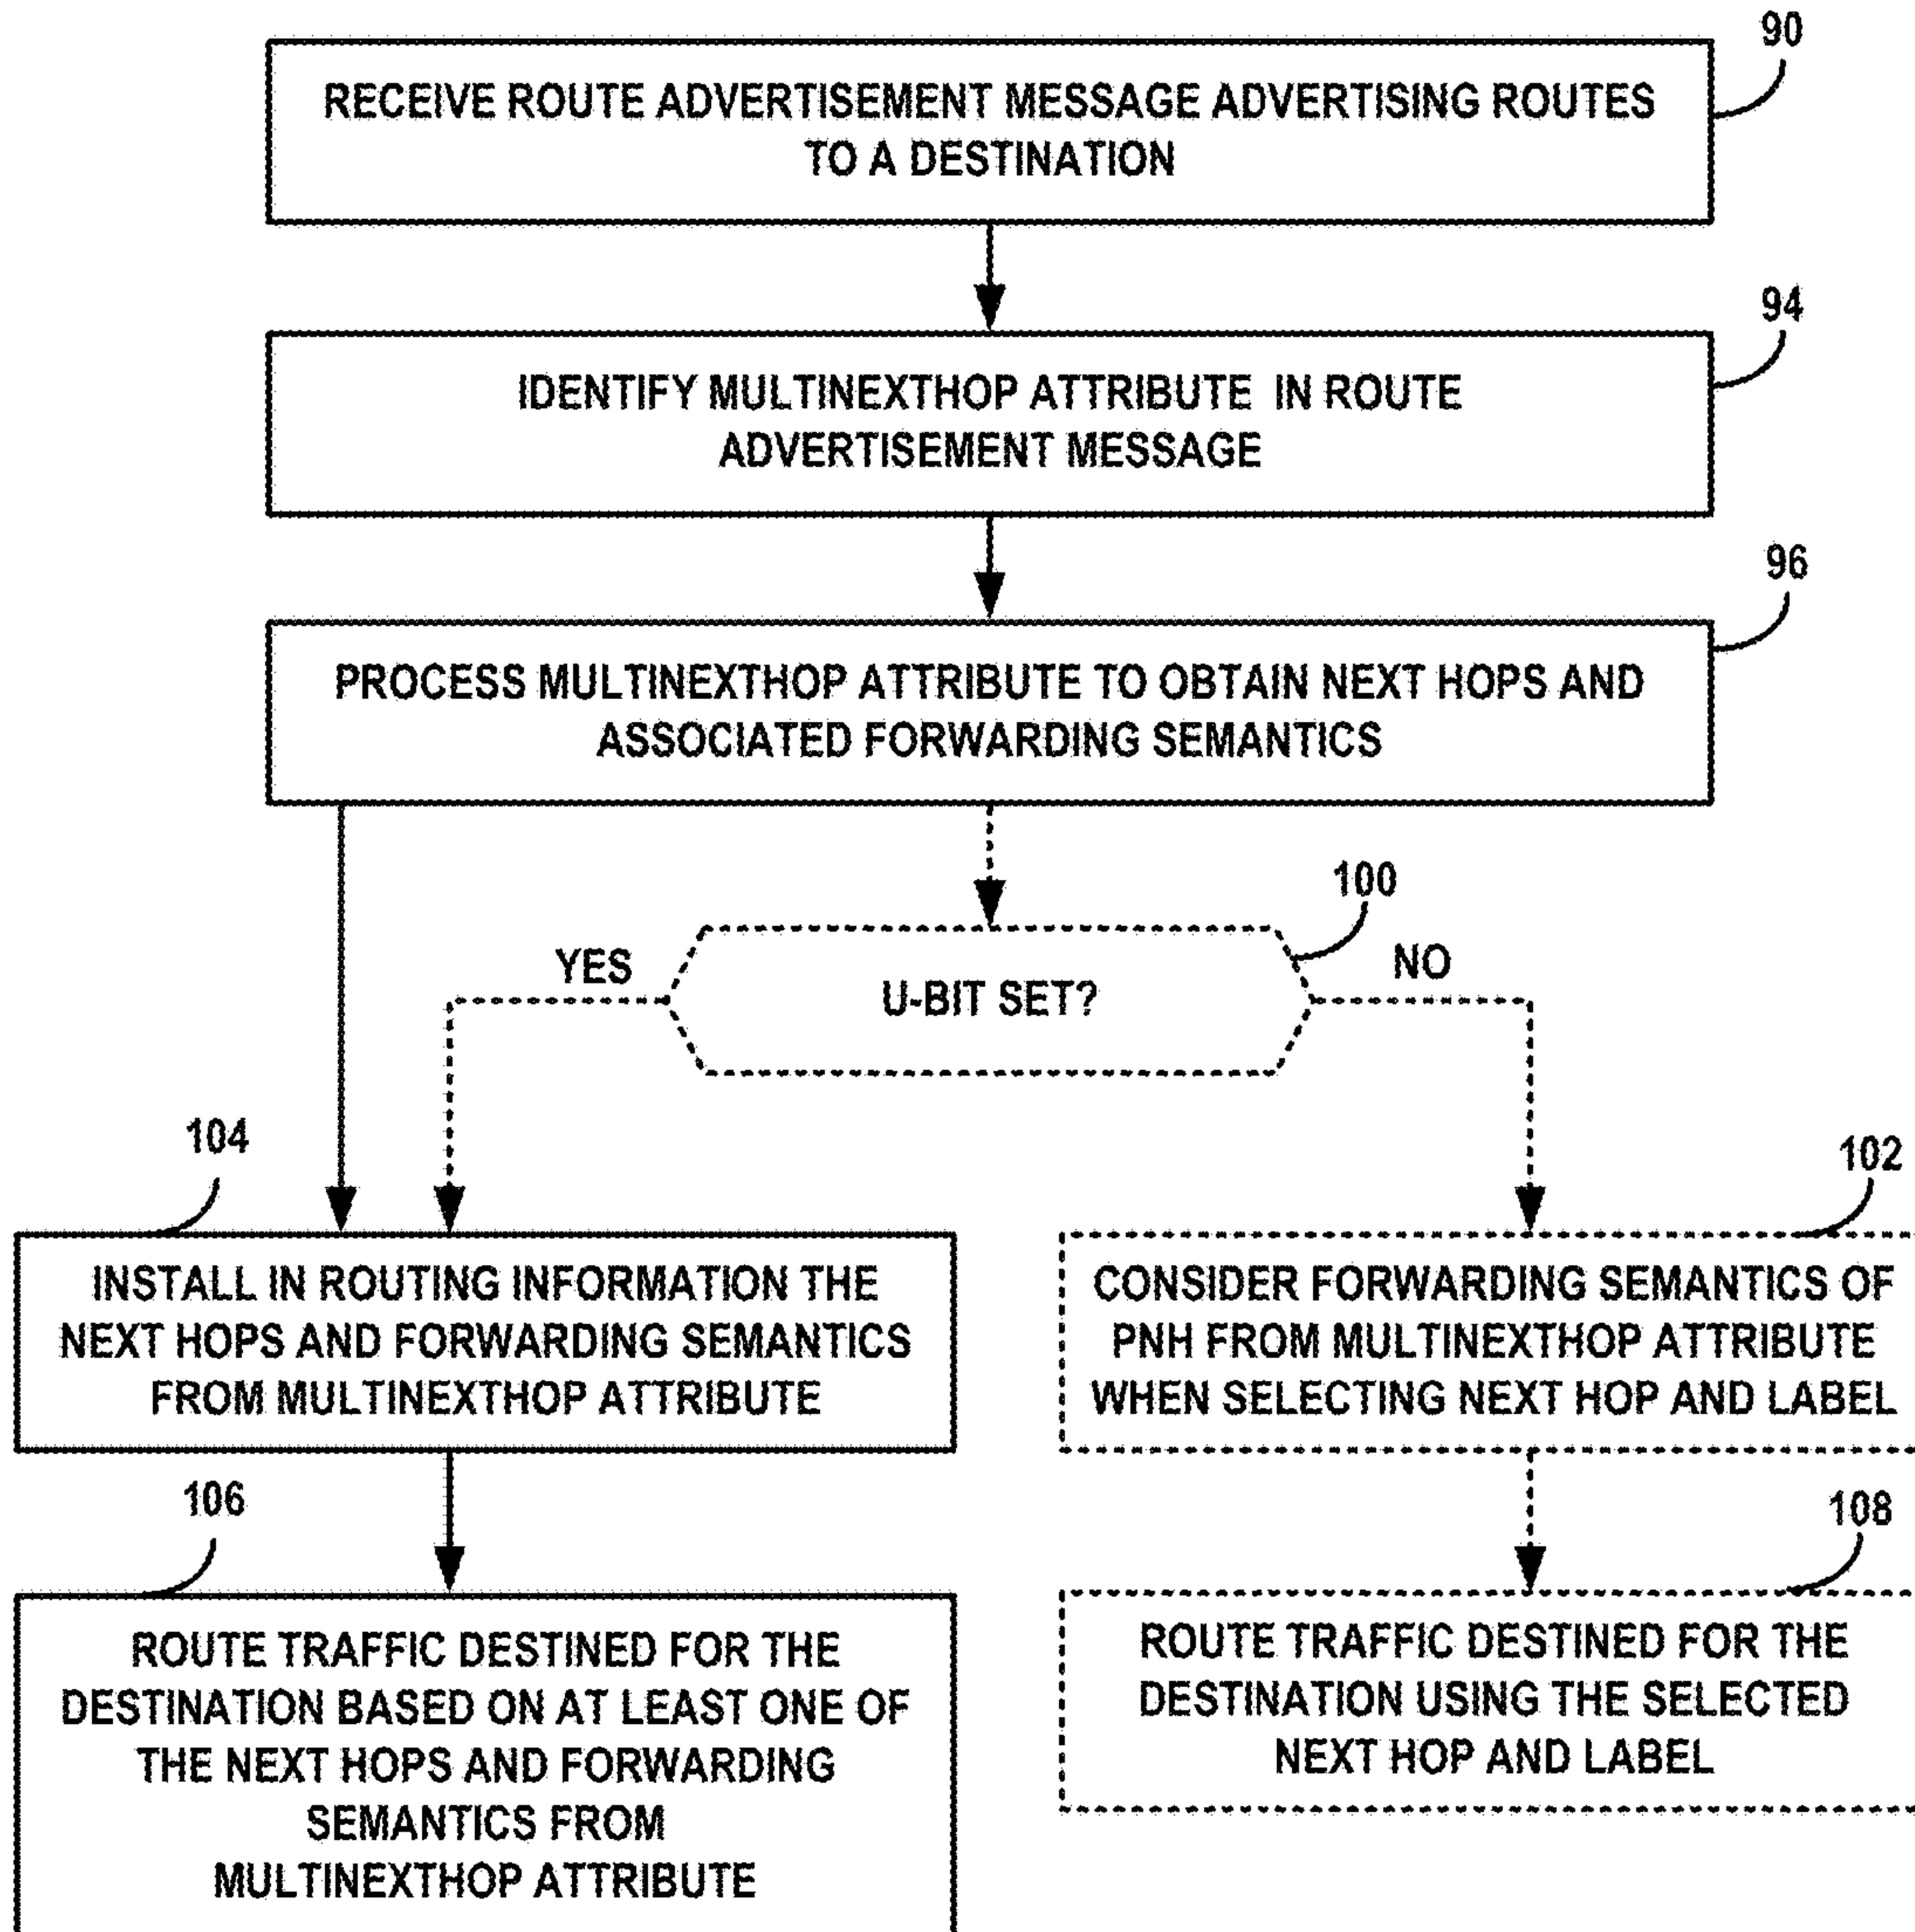 90
RECEIVE ROUTE ADVERTISEMENT MESSAGE ADVERTISING ROUTES
TO A DESTINATION
94
IDENTIFY MULTINEXTHOP ATTRIBUTE IN ROUTE
ADVERTISEMENT MESSAGE
96
PROCESS MULTINEXTHOP ATTRIBUTE TO OBTAIN NEXT HOPS AND
ASSOCIATED FORWARDING SEMANTICS
100
YES
U-BIT SET?
NO
104
INSTALL IN ROUTING INFORMATION THE
NEXT HOPS AND FORWARDING SEMANTICS
FROM MULTINEXTHOP ATTRIBUTE
102
CONSIDER FORWARDING SEMANTICS OF
PNH FROM MULTINEXTHOP ATTRIBUTE
WHEN SELECTING NEXT HOP AND LABEL
106
ROUTE TRAFFIC DESTINED FOR THE
DESTINATION BASED ON AT LEAST ONE OF
THE NEXT HOPS AND FORWARDING
SEMANTICS FROM
MULTINEXTHOP ATTRIBUTE
108
ROUTE TRAFFIC DESTINED FOR THE
DESTINATION USING THE SELECTED
NEXT HOP AND LABEL